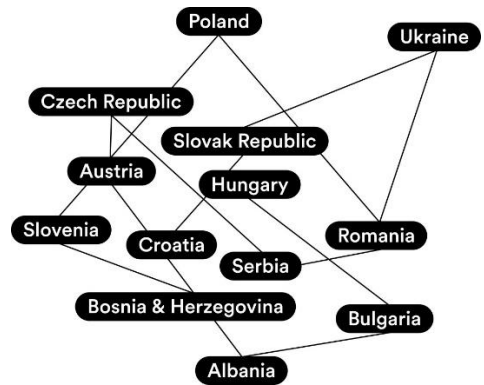 Poland
Ukraine
Czech Republic
Slovak Republic
Austria
Hungary
Slovenia
Croatia
Romania
Serbia
Bosnia & Herzegovina
Bulgaria
Albania